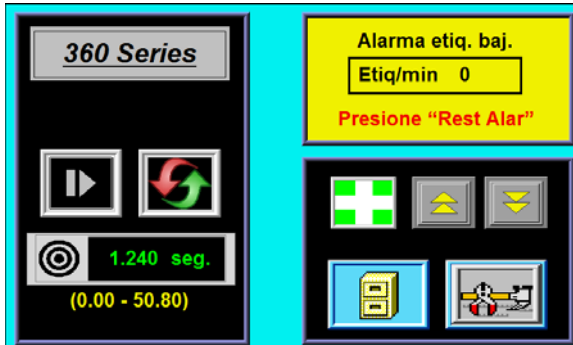 360 Series
1.240 seg.
(0.00 - 50.80)
Alarma etiq. baj.
Etiq/min 0
Presione “Rest Alar”